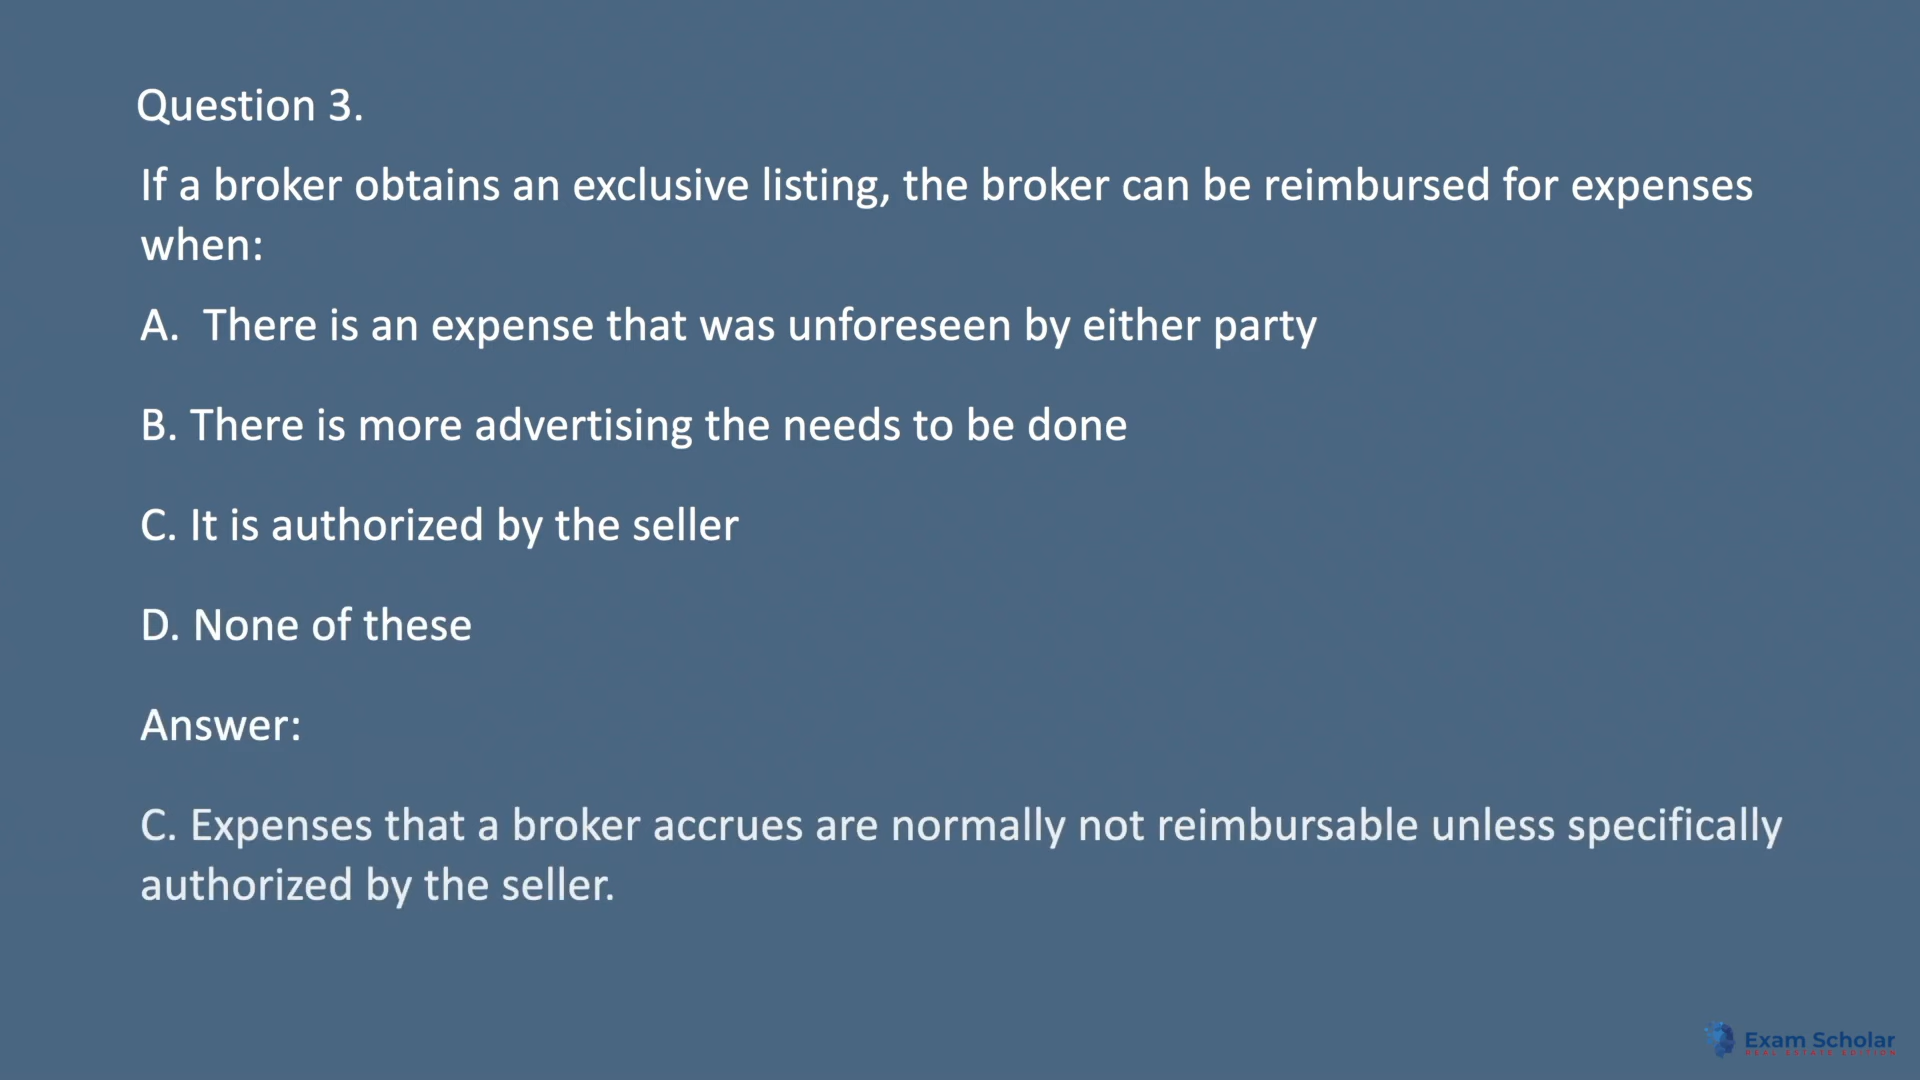 Question 3.
If a broker obtains an exclusive listing, the broker can be reimbursed for expenses
when:
A. There is an expense that was unforeseen by either party
B. There is more advertising the needs to be done
C. It is authorized by the seller
D. None of these
Answer:
C. Expenses that a broker accrues are normally not reimbursable unless specifically
authorized by the seller.
Exam Scholar
REAL ESTATE EDITION